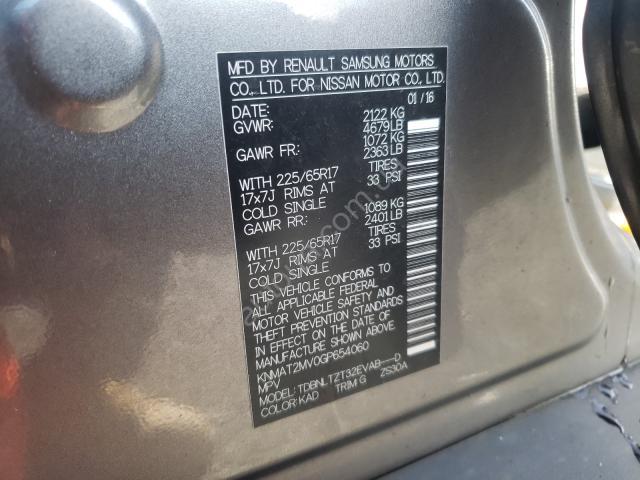 MFD BY RENAULT SAMSUNG MOTORS
CO., LTD. FOR NISSAN MOTOR CO., LTD.
DATE: 01/16
GVWR: 2122 KG
4679 LB
GAWR FR: 1072 KG
2363 LB
WITH 225/65R17 TIRES
17x7J RIMS AT 33 PSI
COLD SINGLE
GAWR RR: 1089 KG
2401 LB
WITH 225/65R17 TIRES
17x7J RIMS AT 33 PSI
COLD SINGLE
THIS VEHICLE CONFORMS TO
ALL APPLICABLE FEDERAL
MOTOR VEHICLE SAFETY AND
THEFT PREVENTION STANDARDS
IN EFFECT ON THE DATE OF
MANUFACTURE SHOWN ABOVE
KNMAT2MV0GP654060
MPV
MODEL: TDBNLTZT32EVAB---D
COLOR: KAD TRIM G ZS30A